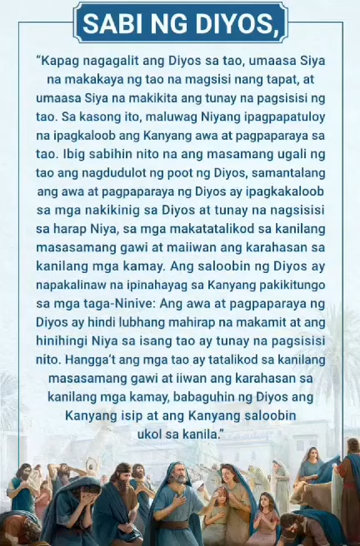 SABI NG DIYOS,
“Kapag nagagalit ang Diyos sa tao, umaasa Siya
na makakaya ng tao na magsisi nang tapat, at
umaasa Siya na makikita ang tunay na pagsisisi ng
tao. Sa kasong ito, maluwag Niyang ipagpapatuloy
na ipagkaloob ang Kanyang awa at pagpaparaya sa
tao. Ibig sabihin nito na ang masamang ugali ng
tao ang nagdudulot ng poot ng Diyos, samantalang
ang awa at pagpaparaya ng Diyos ay ipagkakaloob
sa mga nakikinig sa Diyos at tunay na nagsisisi
sa harap Niya, sa mga makatatalikod sa kanilang
masasamang gawi at maiiwan ang karahasan sa
kanilang mga kamay. Ang saloobin ng Diyos ay
napakalinaw na ipinahayag sa Kanyang pakikitungo
sa mga taga-Ninive: Ang awa at pagpaparaya ng
Diyos ay hindi lubhang mahirap na makamit at ang
hinihingi Niya sa isang tao ay tunay na pagsisisi
nito. Hangga’t ang mga tao ay tatalikod sa kanilang
masasamang gawi at iiwan ang karahasan sa
kanilang mga kamay, babaguhin ng Diyos ang
Kanyang isip at ang Kanyang saloobin
ukol sa kanila.”